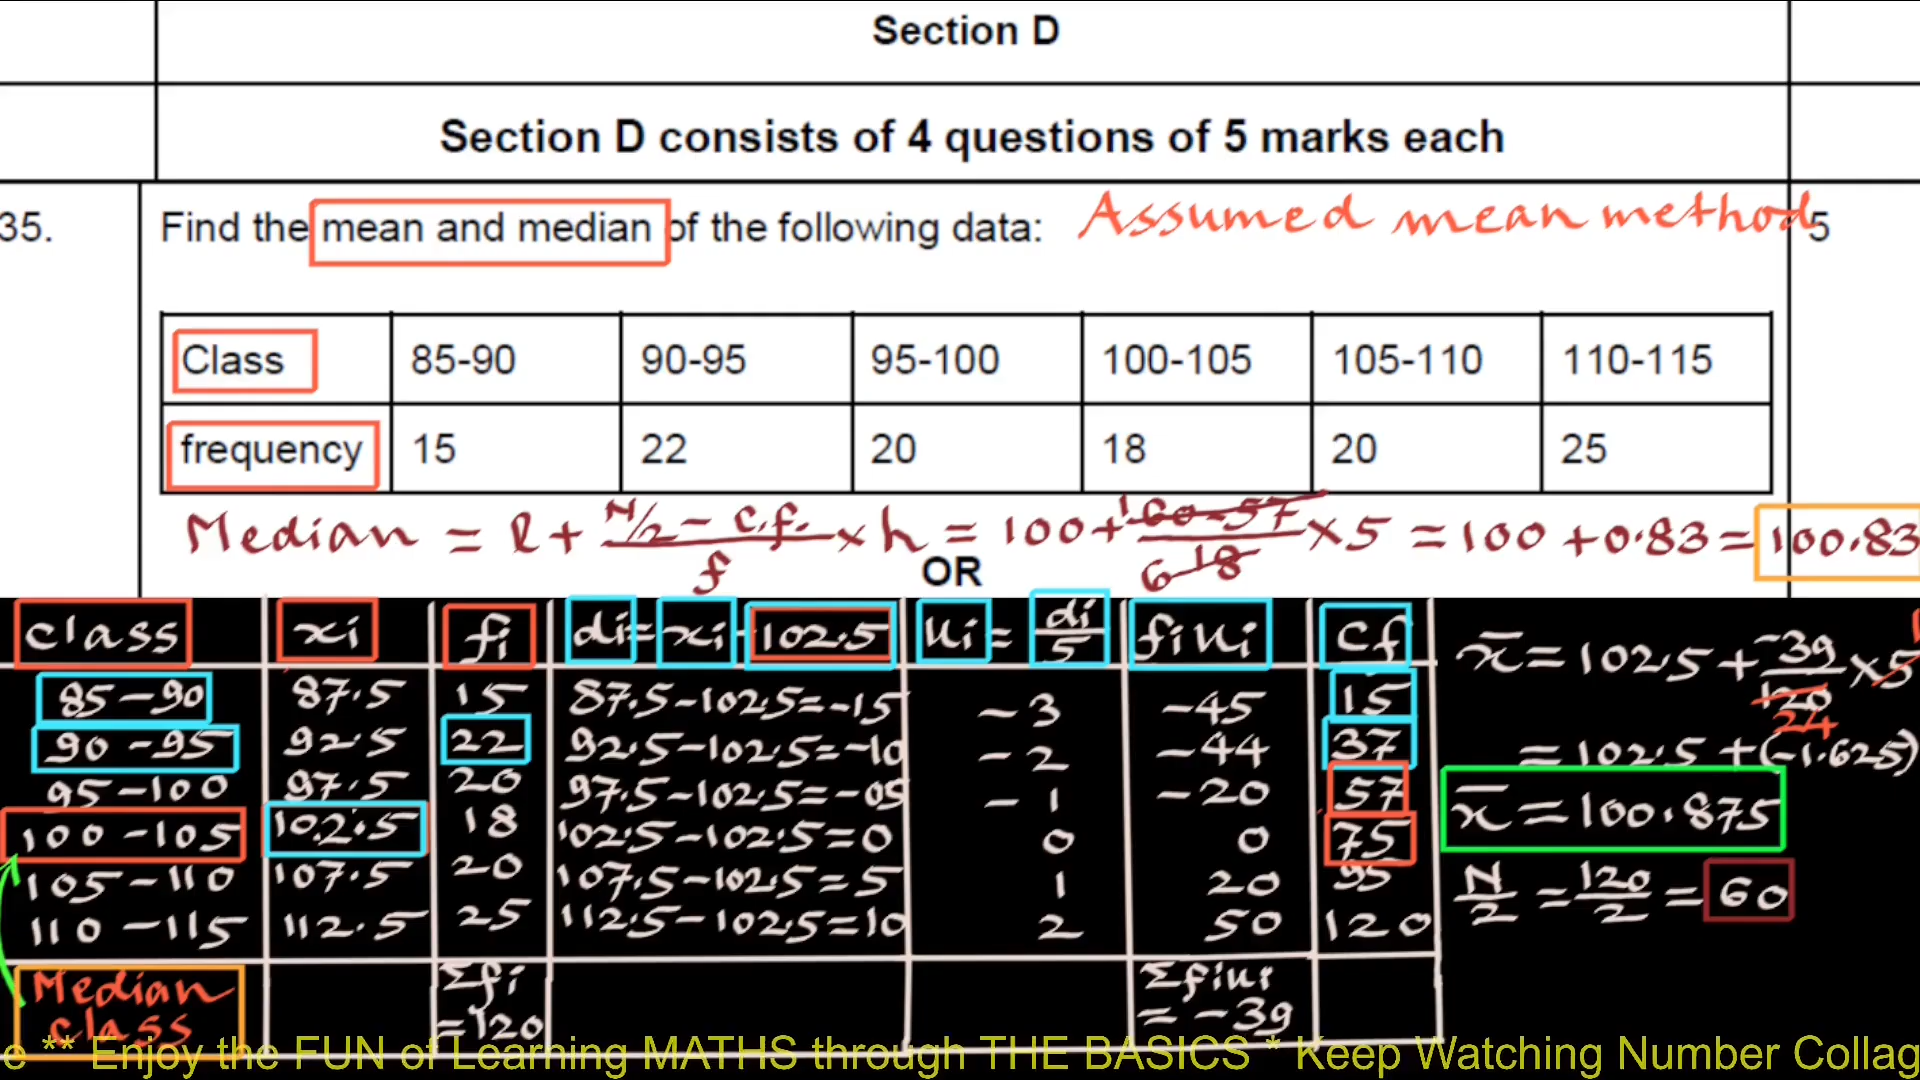 Section D
Section D consists of 4 questions of 5 marks each
35. Find the mean and median of the following data: Assumed mean method 5
Class 85-90 90-95 95-100 100-105 105-110 110-115
frequency 15 22 20 18 20 25
Median = l + N/2 - c.f. / f × h = 100 + 1 60-57 / 6 18 × 5 = 100 + 0.83 = 100.83
OR
class xi fi di = xi - 102.5 ui = di/5 fiui cf
85-90 87.5 15 87.5-102.5=-15 -3 -45 15
90-95 92.5 22 92.5-102.5=-10 -2 -44 37
95-100 97.5 20 97.5-102.5=-05 -1 -20 57
100-105 102.5 18 102.5-102.5=0 0 0 75
105-110 107.5 20 107.5-102.5=5 1 20 95
110-115 112.5 25 112.5-102.5=10 2 50 120
Median Σfi Σfiui
class =120 = -39
x̄ = 102.5 + -39/120 × 5
24
= 102.5 + (-1.625)
x̄ = 100.875
N/2 = 120/2 = 60
e ** Enjoy the FUN of Learning MATHS through THE BASICS * Keep Watching Number Collag